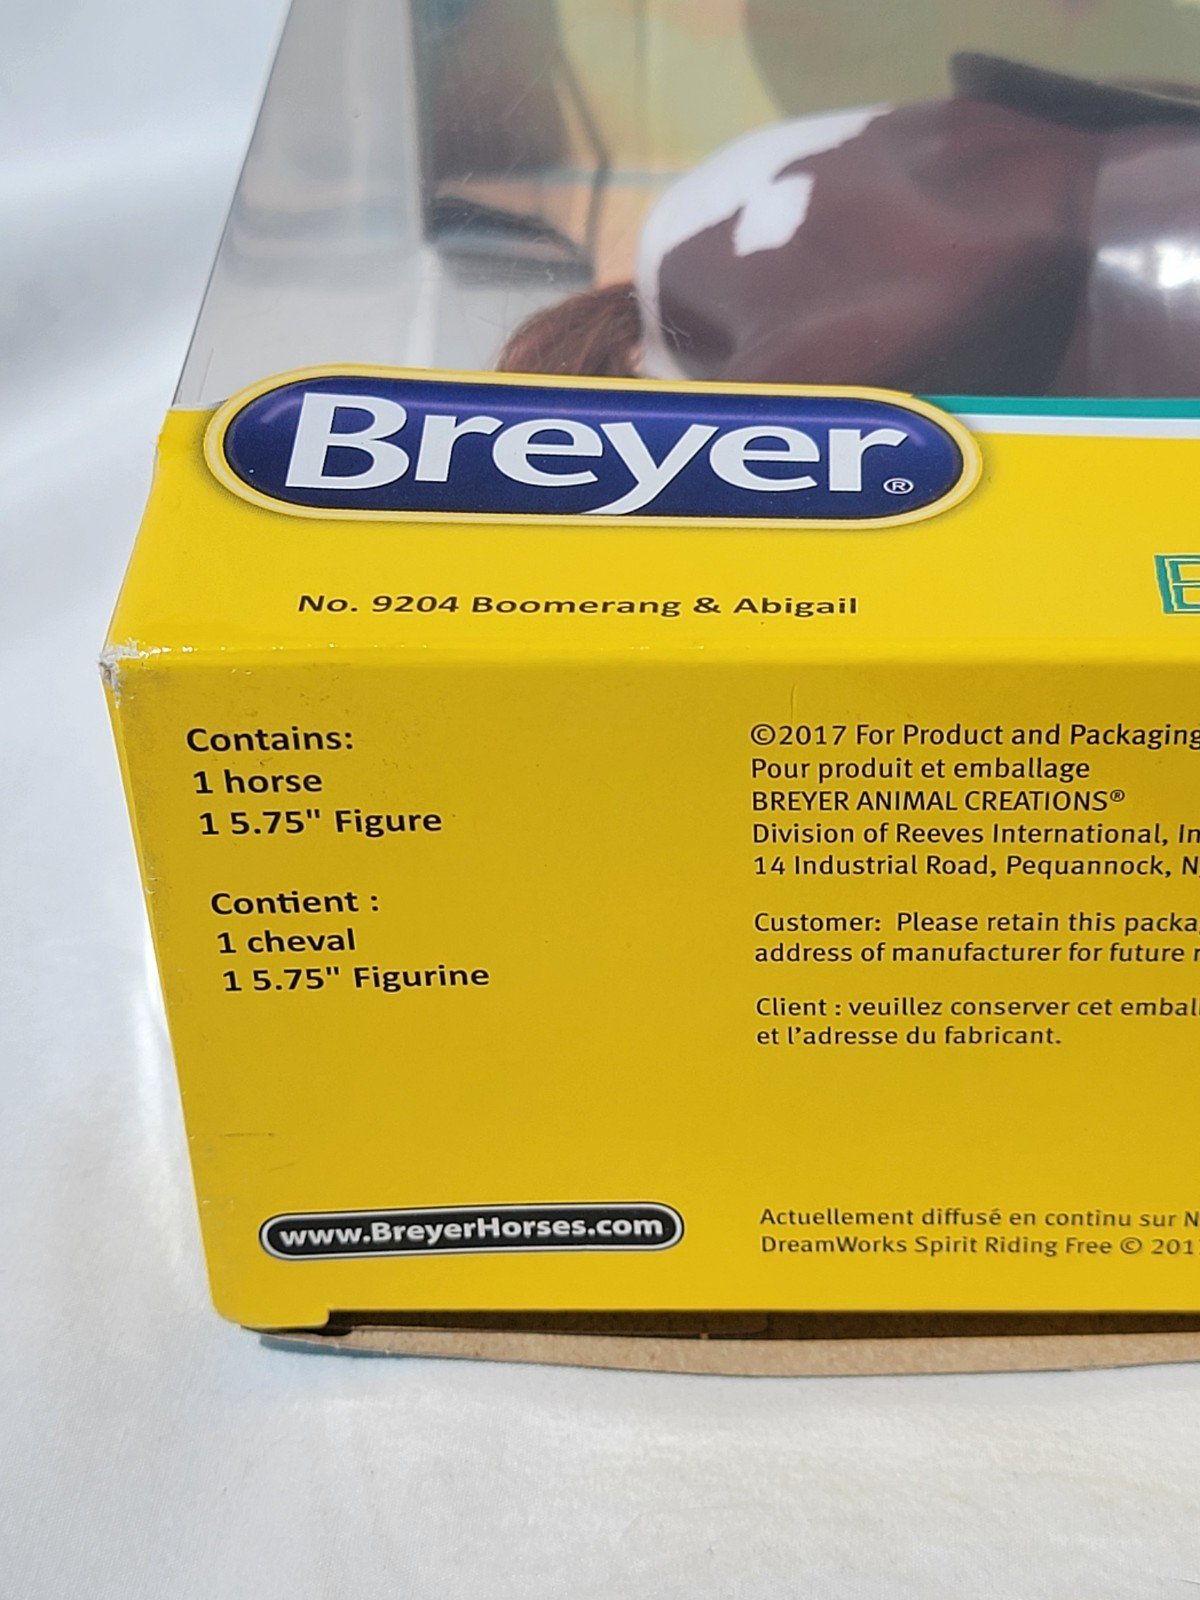 Breyer®
No. 9204 Boomerang & Abigail
Contains:
1 horse
1 5.75" Figure
Contient :
1 cheval
1 5.75" Figurine
www.BreyerHorses.com
©2017 For Product and Packaging
Pour produit et emballage
BREYER ANIMAL CREATIONS®
Division of Reeves International,
14 Industrial Road, Pequannock,
Customer: Please retain this
address of manufacturer for future
Client : veuillez conserver cet
et l'adresse du fabricant.
Actuellement diffusé en continu sur
DreamWorks Spirit Riding Free ©